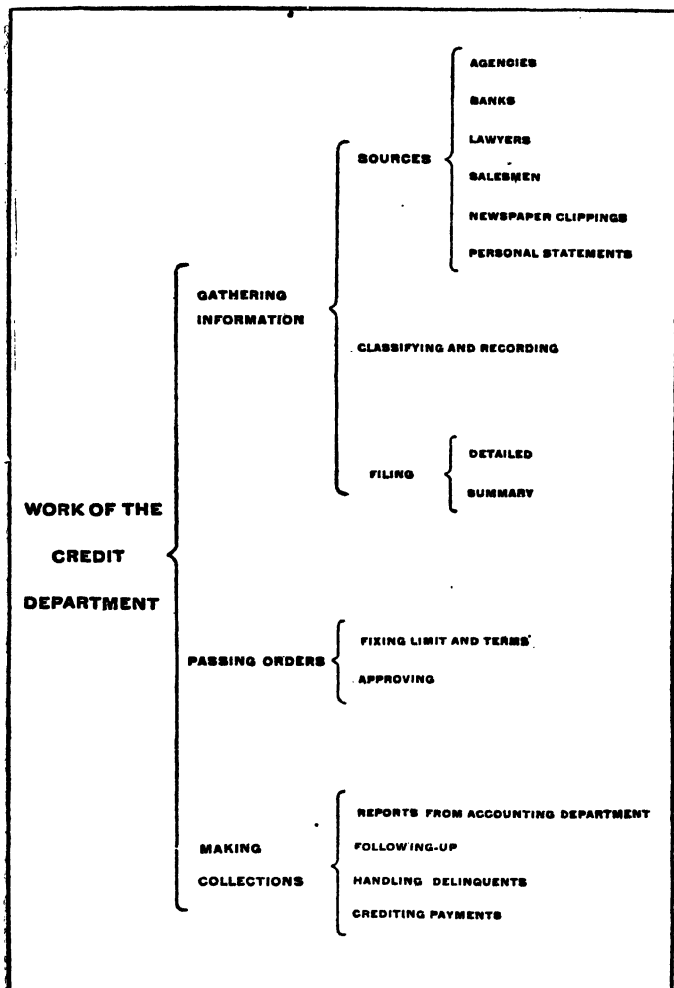 AGENCIES
BANKS
LAWYERS
SOURCES
SALESMEN
NEWSPAPER CLIPPINGS
PERSONAL STATEMENTS
GATHERING
INFORMATION
CLASSIFYING AND RECORDING
DETAILED
FILING
SUMMARY
WORK OF THE
CREDIT
DEPARTMENT
FIXING LIMIT AND TERMS
PASSING ORDERS
APPROVING
REPORTS FROM ACCOUNTING DEPARTMENT
MAKING
FOLLOWING-UP
COLLECTIONS
HANDLING DELINQUENTS
CREDITING PAYMENTS